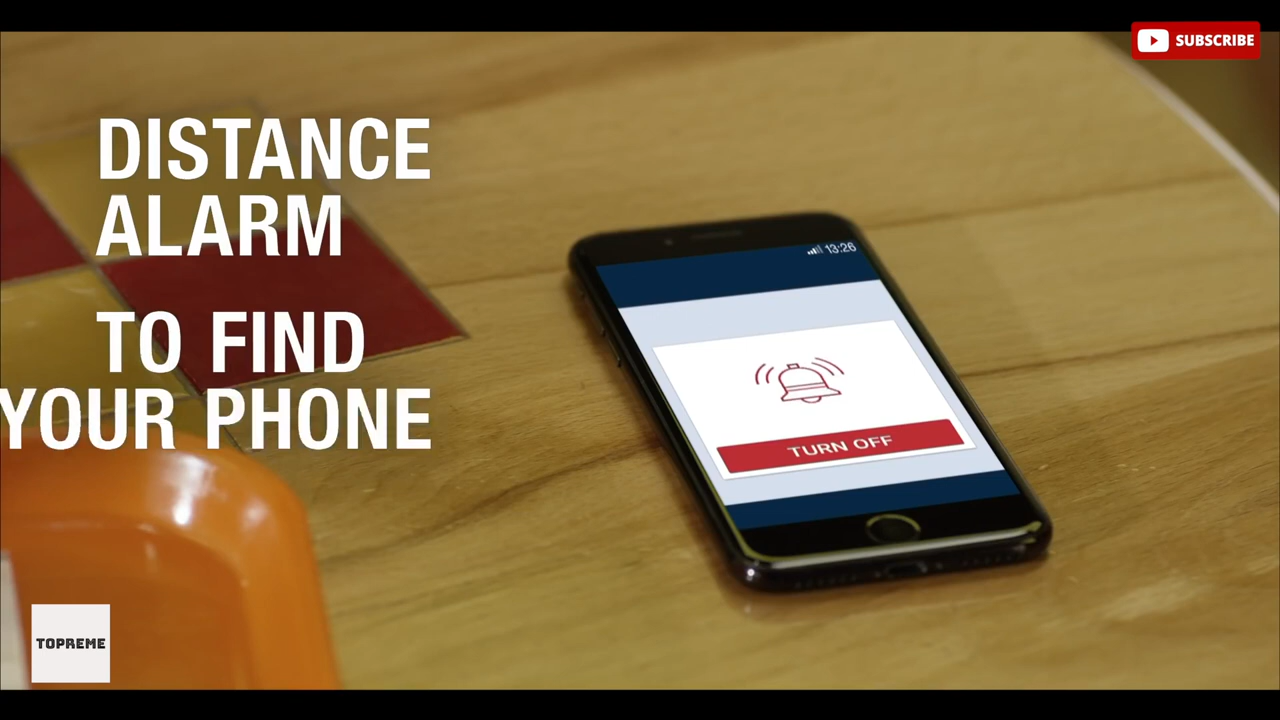 SUBSCRIBE
DISTANCE
ALARM
TO FIND
YOUR PHONE
13:26
TURN OFF
TOPREME